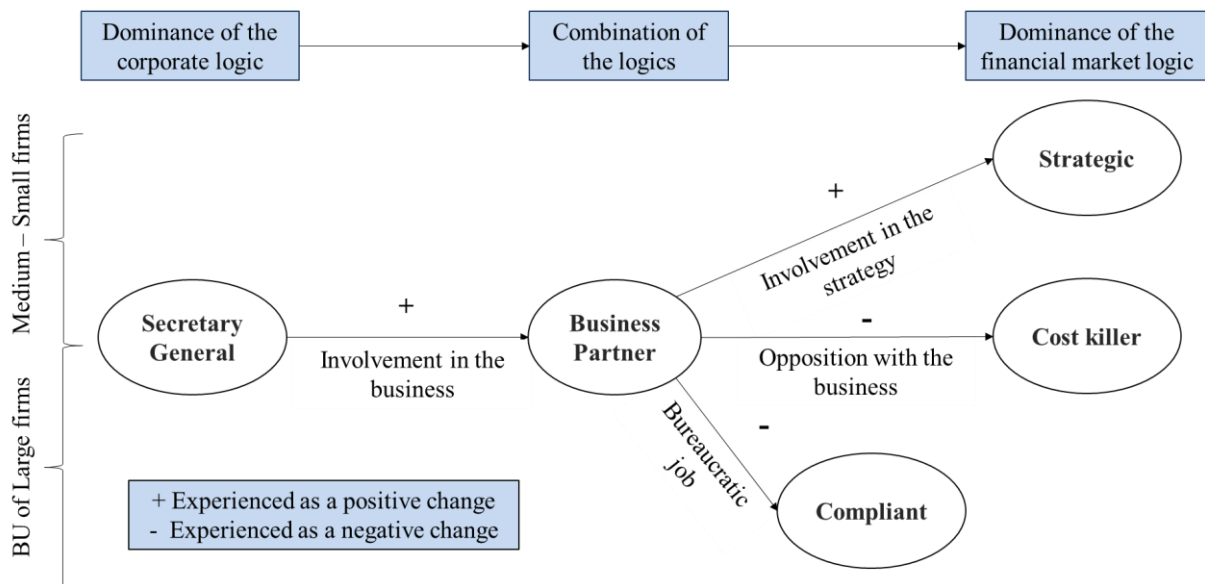 Dominance of the
corporate logic
Combination of
the logics
Dominance of the
financial market logic
Medium – Small firms
BU of Large firms
Strategic
+
Involvement in the
strategy
Secretary
General
+
Involvement in the
business
Business
Partner
-
Opposition with the
business
Cost killer
-
Bureaucratic
job
Compliant
+ Experienced as a positive change
- Experienced as a negative change